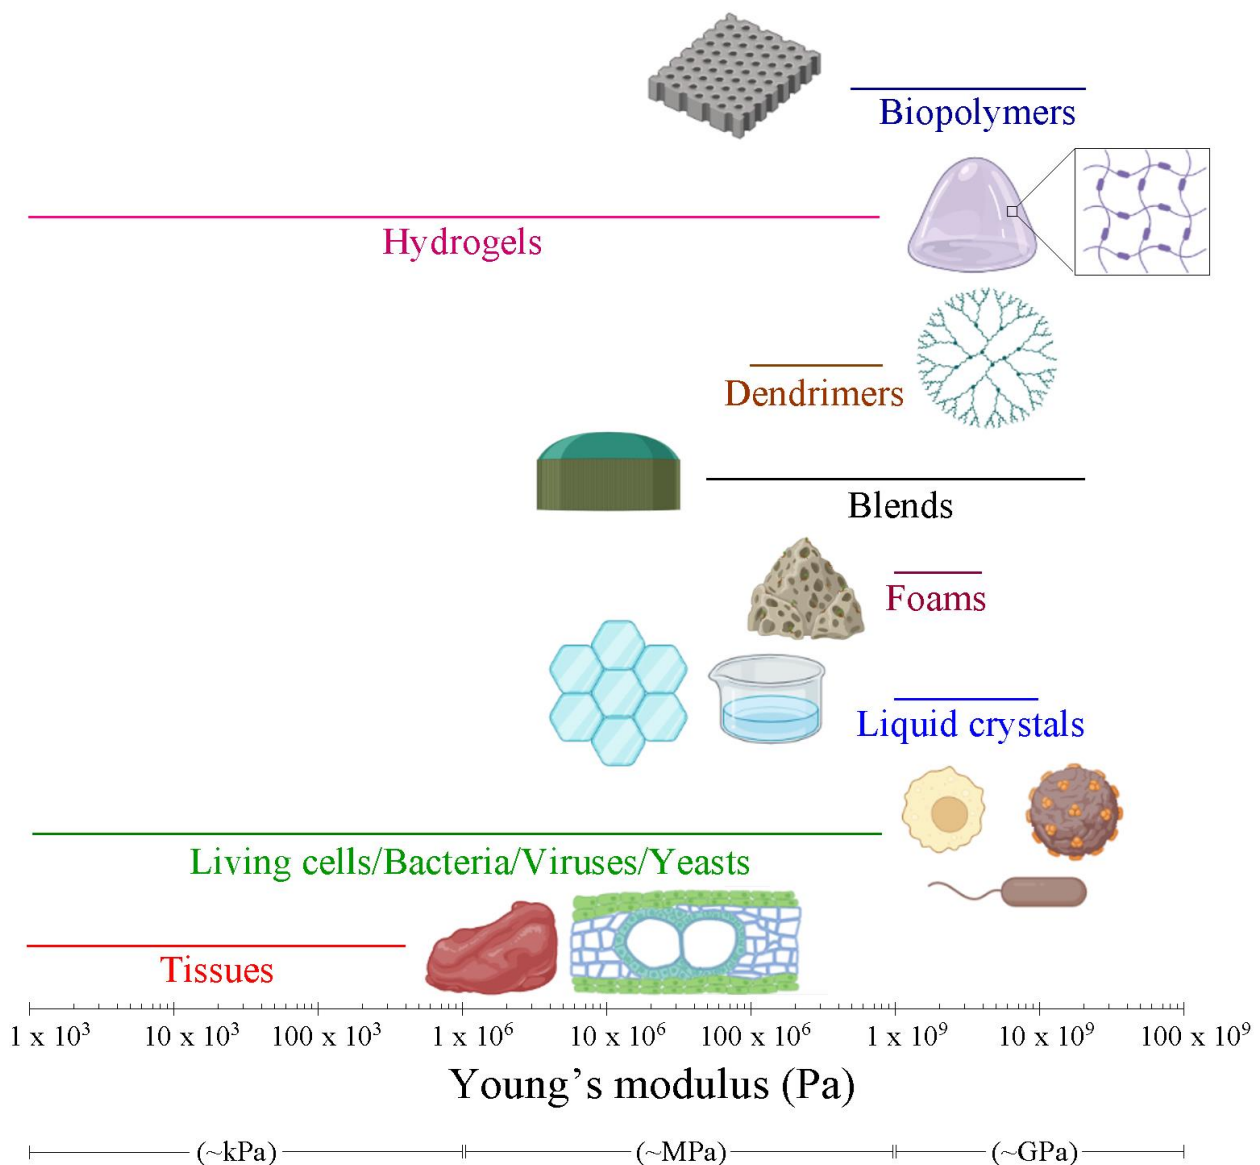 Biopolymers
Hydrogels
Dendrimers
Blends
Foams
Liquid crystals
Living cells/Bacteria/Viruses/Yeasts
Tissues
1 x 10³ 10 x 10³ 100 x 10³ 1 x 10⁶ 10 x 10⁶ 100 x 10⁶ 1 x 10⁹ 10 x 10⁹ 100 x 10⁹
Young’s modulus (Pa)
(~kPa) (~MPa) (~GPa)